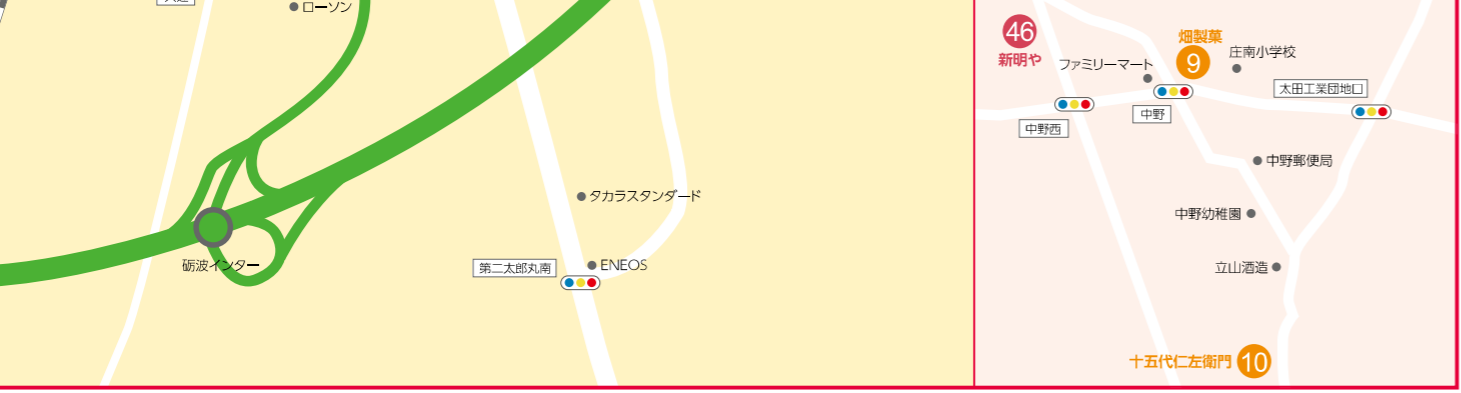 ローソン
砺波インター
タカラスタンダード
第二太郎丸南
ENEOS
46
新明や
ファミリーマート
畑製菓
9
庄南小学校
太田工業団地口
中野西
中野
中野郵便局
中野幼稚園
立山酒造
十五代仁左衛門
10